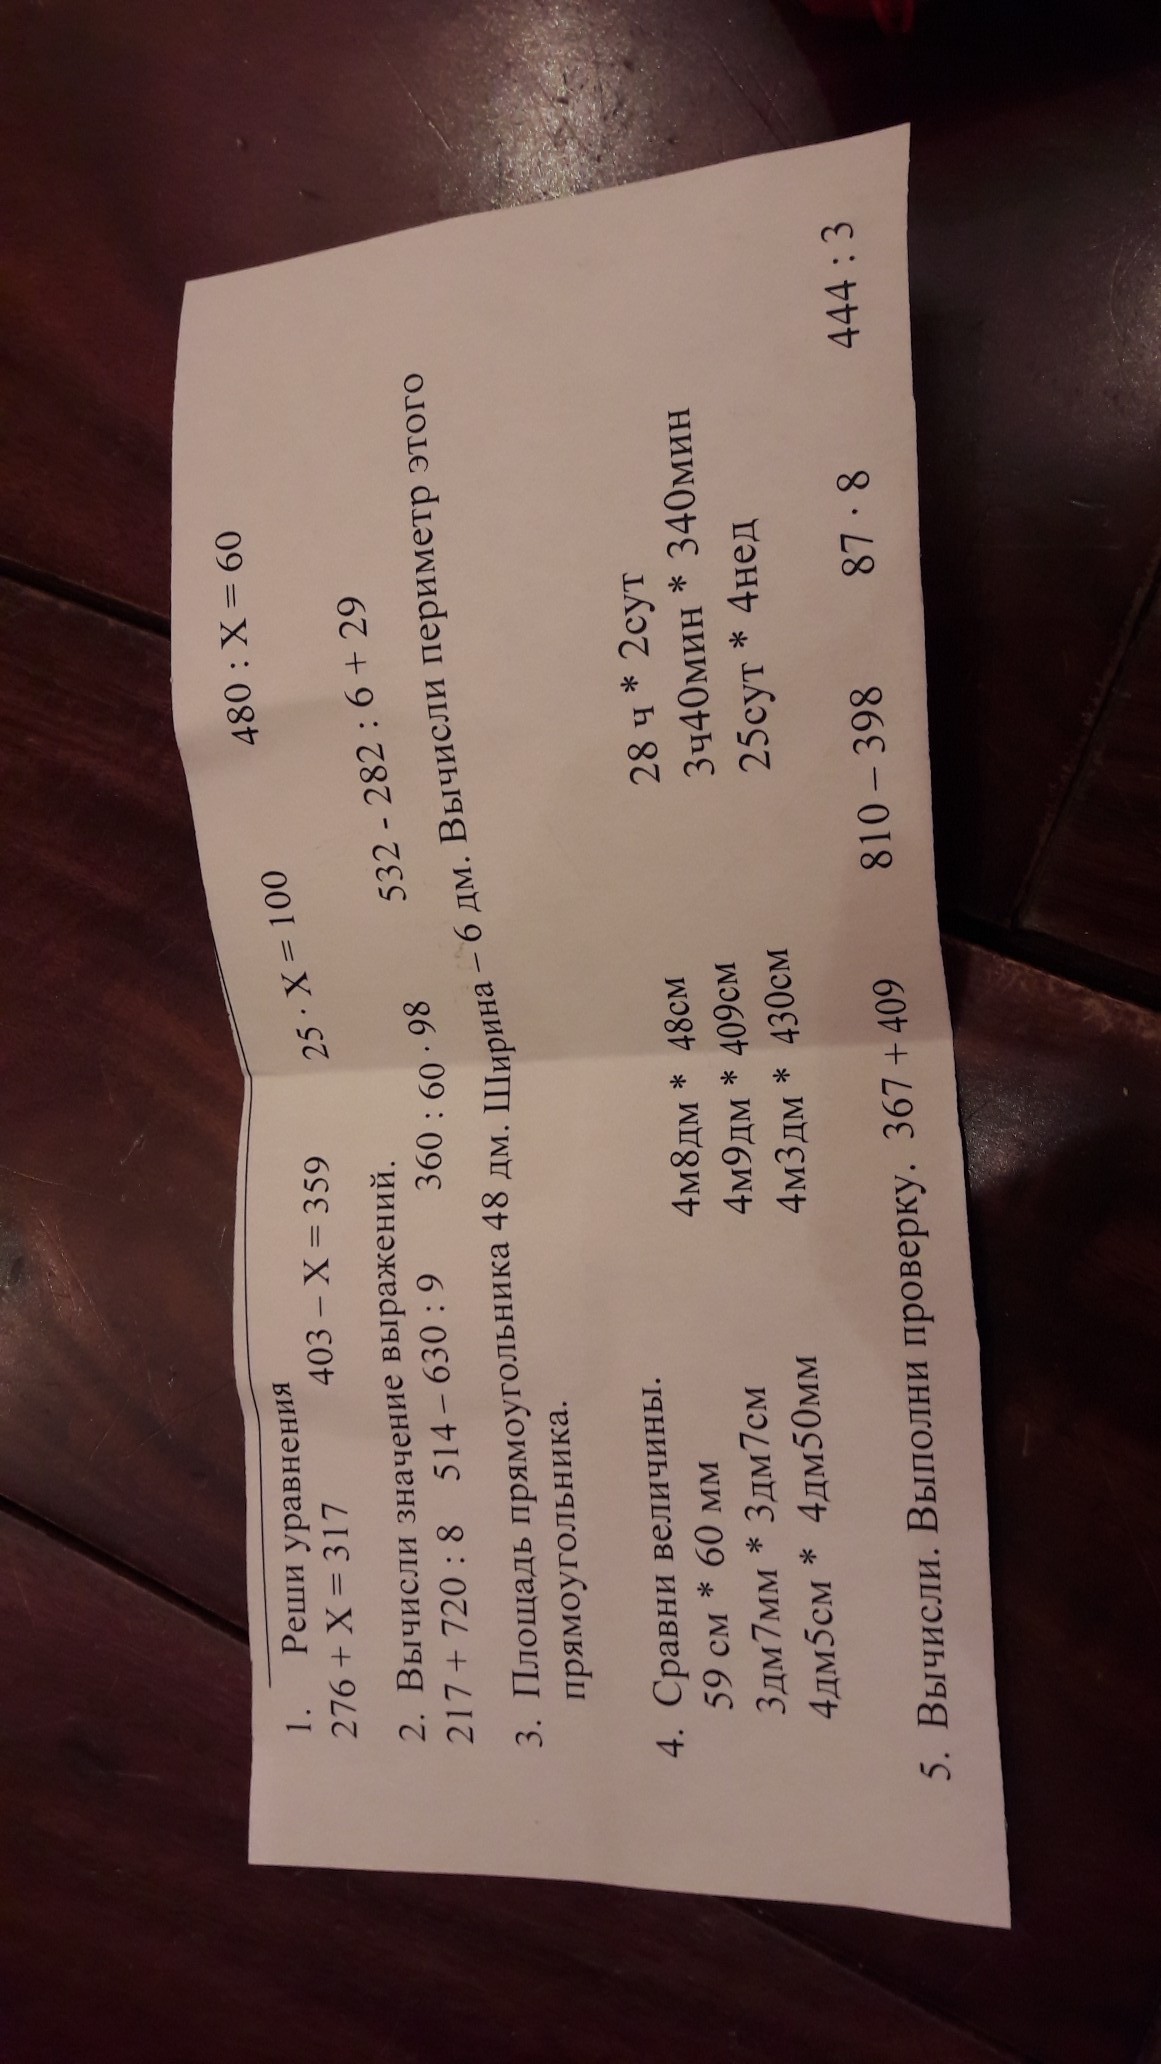 1. Реши уравнения
276 + Х = 317 403 – Х = 359 25 · Х = 100 480 : Х = 60
2. Вычисли значение выражений.
217 + 720 : 8 514 – 630 : 9 360 : 60 · 98 532 - 282 : 6 + 29
3. Площадь прямоугольника 48 дм. Ширина – 6 дм. Вычисли периметр этого
прямоугольника.
4. Сравни величины.
59 см * 60 мм 4м8дм * 48см 28 ч * 2сут
3дм7мм * 3дм7см 4м9дм * 409см 3ч40мин * 340мин
4дм5см * 4дм50мм 4м3дм * 430см 25сут * 4нед
5. Вычисли. Выполни проверку. 367 + 409 810 – 398 87 · 8 444 : 3